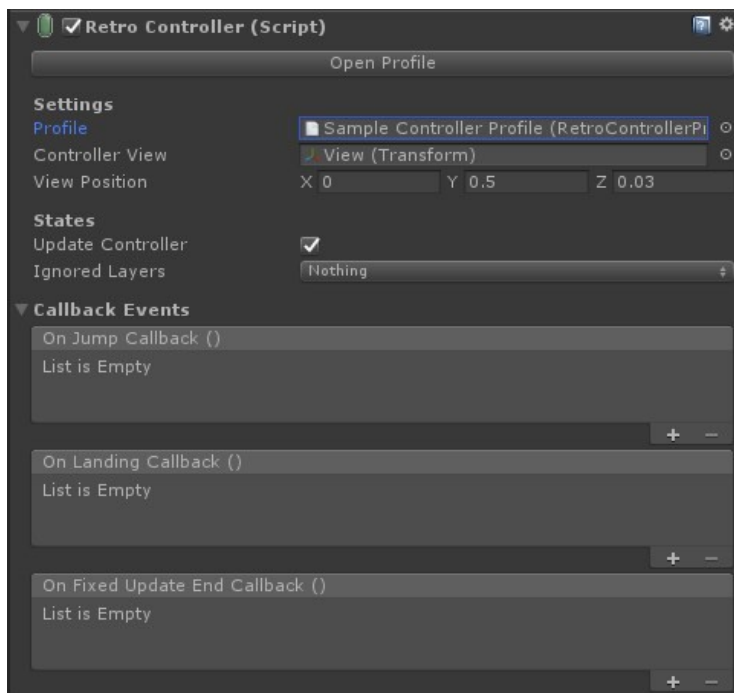 Retro Controller (Script)
Open Profile
Settings
Profile Sample Controller Profile (RetroControllerPr
Controller View View (Transform)
View Position X 0 Y 0.5 Z 0.03
States
Update Controller
Ignored Layers Nothing
Callback Events
On Jump Callback ()
List is Empty
+ −
On Landing Callback ()
List is Empty
+ −
On Fixed Update End Callback ()
List is Empty
+ −